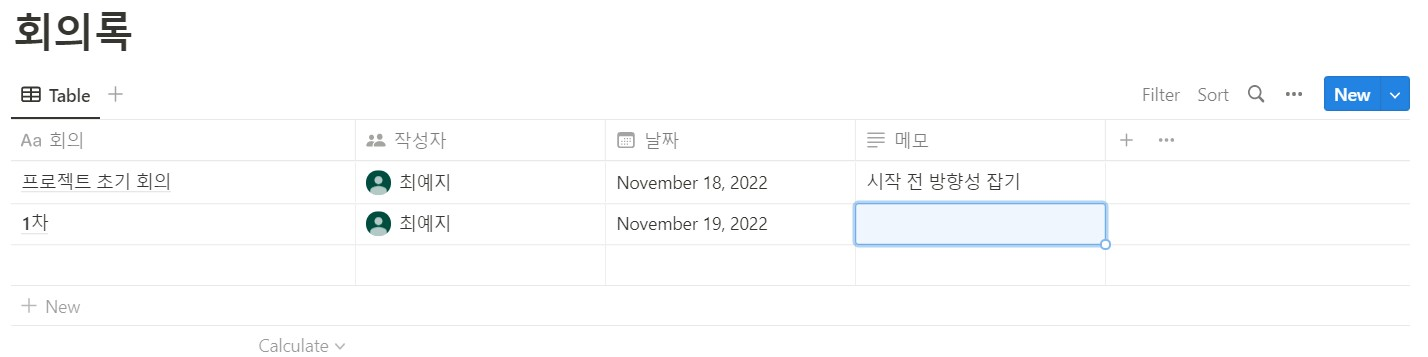 회의록
Table
Filter Sort New
Aa 회의 작성자 날짜 메모
프로젝트 초기 회의 최예지 November 18, 2022 시작 전 방향성 잡기
1차 최예지 November 19, 2022
+ New
Calculate